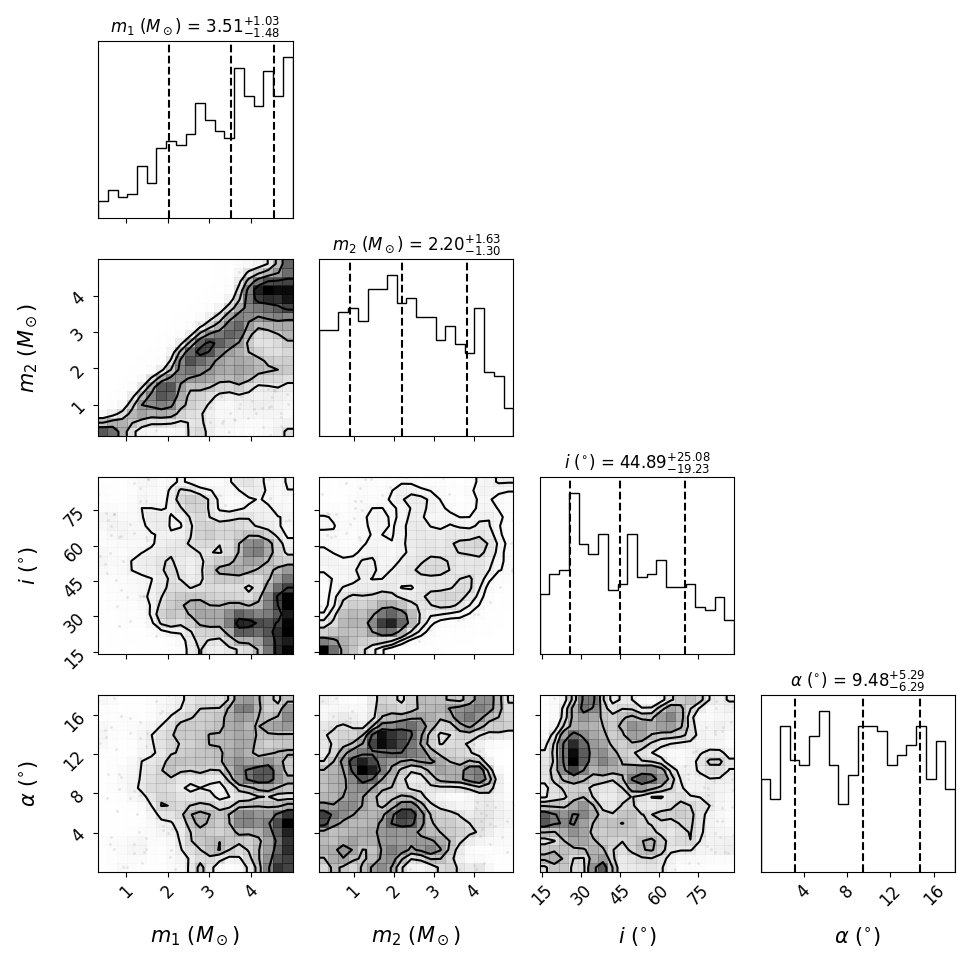 m₁ (M⊙) = 3.51+1.03−1.48
m₂ (M⊙) = 2.20+1.63−1.30
4
3
2
1
m₂ (M⊙)
i (°) = 44.89+25.08−19.23
75
60
45
30
15
i (°)
α (°) = 9.48+5.29−6.29
16
12
8
4
α (°)
1 2 3 4
1 2 3 4
15 30 45 60 75
4 8 12 16
m₁ (M⊙)
m₂ (M⊙)
i (°)
α (°)